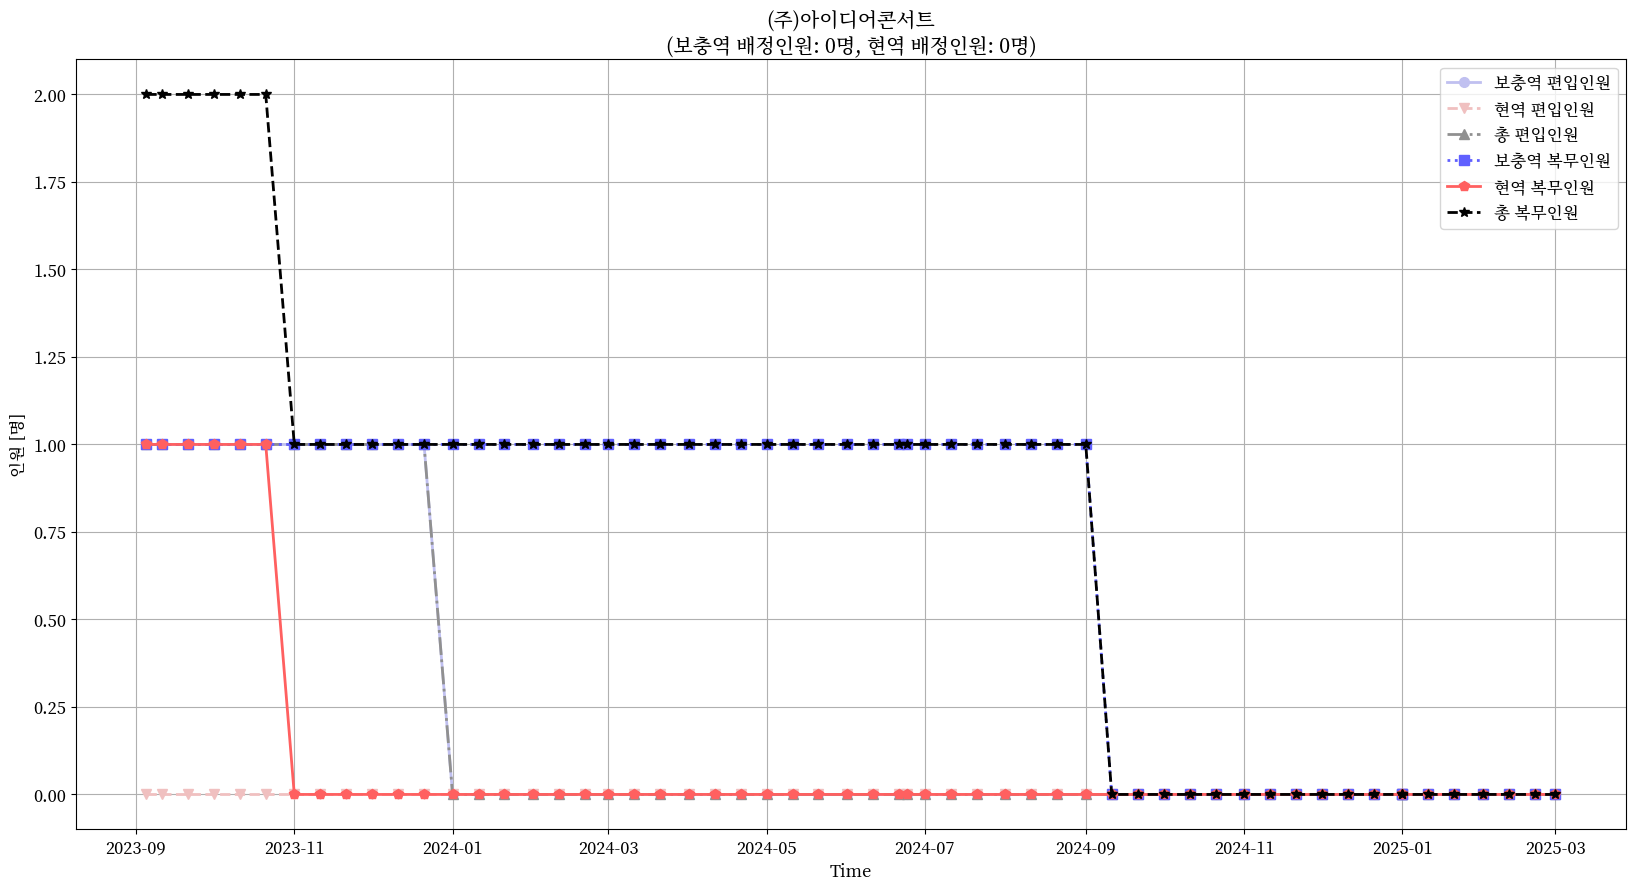 (주)아이디어콘서트
(보충역 배정인원: 0명, 현역 배정인원: 0명)
보충역 편입인원
현역 편입인원
총 편입인원
보충역 복무인원
현역 복무인원
총 복무인원
인원 [명]
2.00
1.75
1.50
1.25
1.00
0.75
0.50
0.25
0.00
2023-09 2023-11 2024-01 2024-03 2024-05 2024-07 2024-09 2024-11 2025-01 2025-03
Time